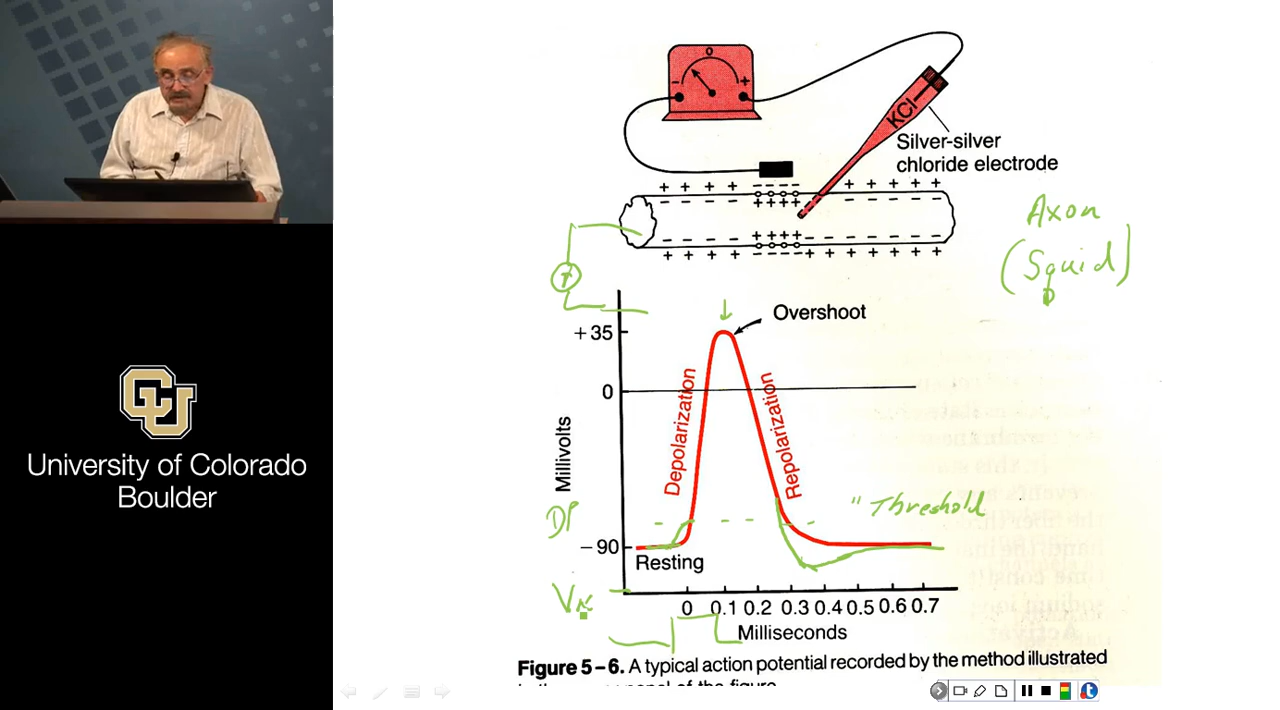 0
- +
KCl
Silver-silver
chloride electrode
+ + + + - - - - + + + + +
- - - - + + + + - - - - -
- - - - + + + + - - - - - - -
+ + + + - - - - + + + + + + +
Axon
(Squid)
+
Overshoot
+35
0
Millivolts
Depolarization
Repolarization
" Threshold
-90
Resting
0 0.1 0.2 0.3 0.4 0.5 0.6 0.7
Milliseconds
Figure 5-6. A typical action potential recorded by the method illustrated
CU
University of Colorado
Boulder